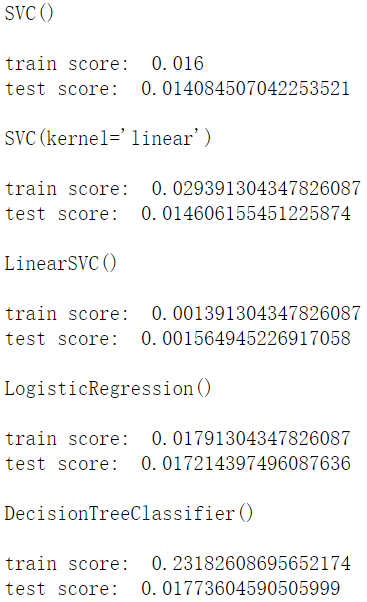 SVC()
train score:  0.016
test score:  0.014084507042253521
SVC(kernel='linear')
train score:  0.029391304347826087
test score:  0.014606155451225874
LinearSVC()
train score:  0.001391304347826087
test score:  0.001564945226917058
LogisticRegression()
train score:  0.01791304347826087
test score:  0.017214397496087636
DecisionTreeClassifier()
train score:  0.23182608695652174
test score:  0.01773604590505999